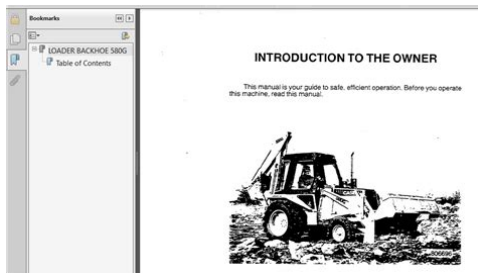 Bookmarks
LOADER BACKHOE 580G
Table of Contents
INTRODUCTION TO THE OWNER
This manual is your guide to safe, efficient operation. Before you operate
this machine, read this manual.